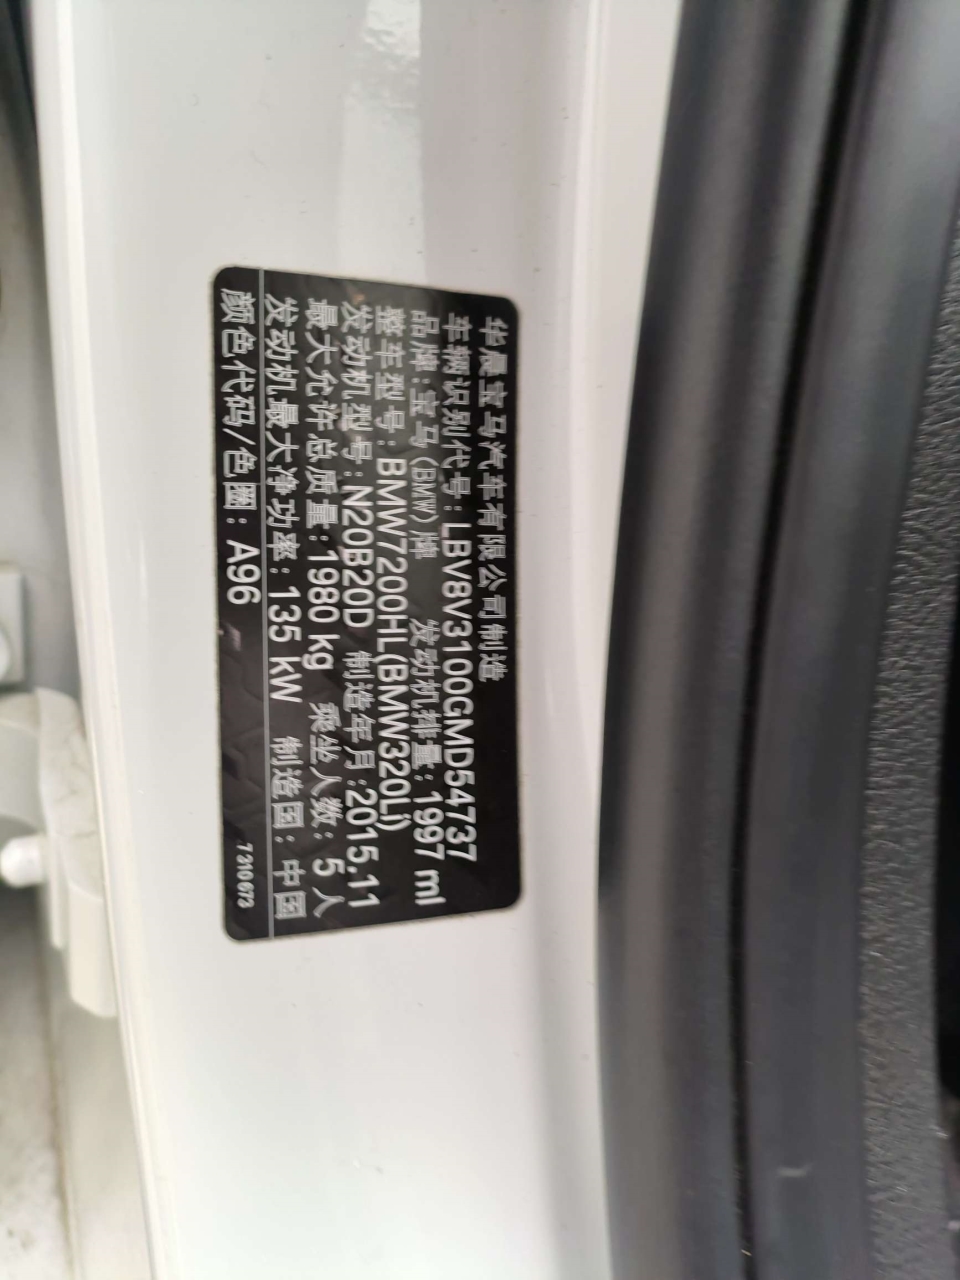 华晨宝马汽车有限公司制造
车辆识别代号: LBV8V3100GMD54737
品牌:宝马(BMW)牌 发动机排量: 1997 ml
整车型号: BMW7200HL(BMW320Li)
发动机型号:N20B20D 制造年月:2015.11
最大允许总质量:1980 kg 乘坐人数: 5 人
发动机最大净功率: 135 kW 制造国: 中国
颜色代码/色圈: A96 7310673